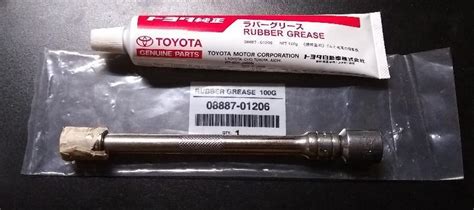 トヨタ純正
ラバーグリース
RUBBER GREASE
TOYOTA
GENUINE PARTS
08887-01206
TOYOTA MOTOR CORPORATION
トヨタ自動車株式会社
RUBBER GREASE 100G
08887-01206
1